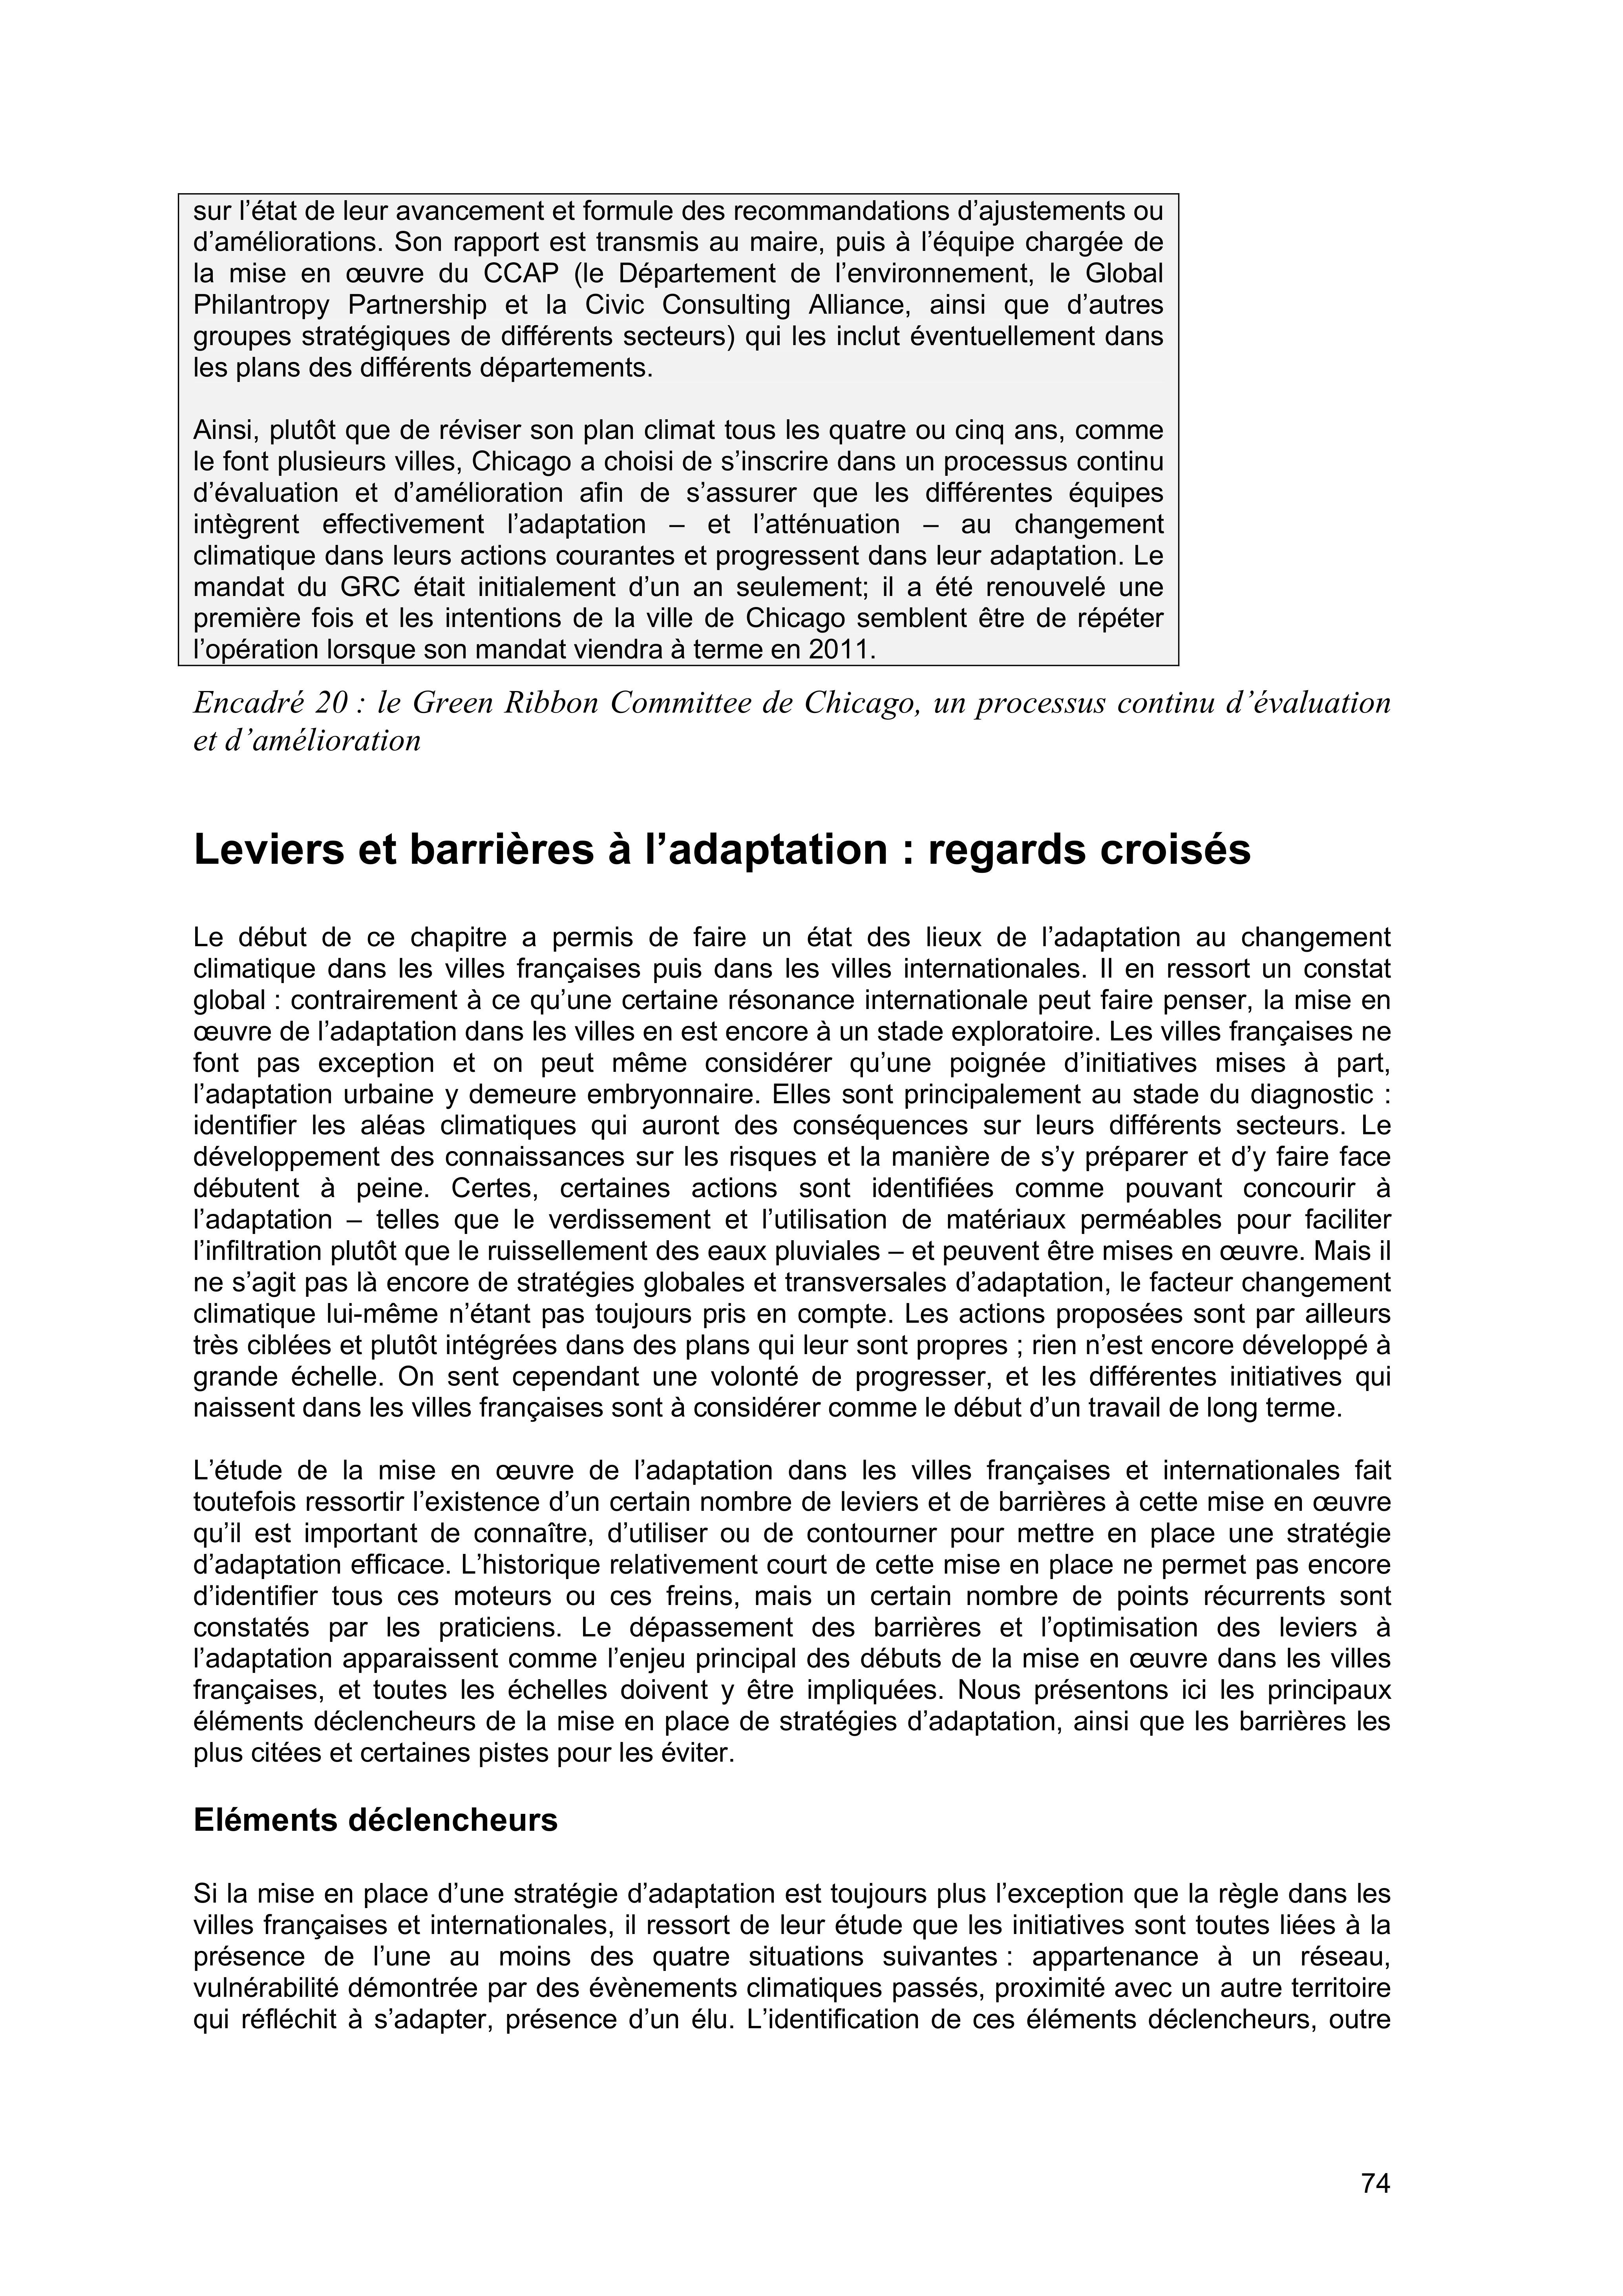 sur l’état de leur avancement et formule des recommandations d’ajustements ou
d’améliorations. Son rapport est transmis au maire, puis à l’équipe chargée de
la mise en œuvre du CCAP (le Département de l’environnement, le Global
Philantropy Partnership et la Civic Consulting Alliance, ainsi que d’autres
groupes stratégiques de différents secteurs) qui les inclut éventuellement dans
les plans des différents départements.
Ainsi, plutôt que de réviser son plan climat tous les quatre ou cinq ans, comme
le font plusieurs villes, Chicago a choisi de s’inscrire dans un processus continu
d’évaluation et d’amélioration afin de s’assurer que les différentes équipes
intègrent effectivement l’adaptation – et l’atténuation – au changement
climatique dans leurs actions courantes et progressent dans leur adaptation. Le
mandat du GRC était initialement d’un an seulement; il a été renouvelé une
première fois et les intentions de la ville de Chicago semblent être de répéter
l’opération lorsque son mandat viendra à terme en 2011.
Encadré 20 : le Green Ribbon Committee de Chicago, un processus continu d’évaluation
et d’amélioration
Leviers et barrières à l’adaptation : regards croisés
Le début de ce chapitre a permis de faire un état des lieux de l’adaptation au changement
climatique dans les villes françaises puis dans les villes internationales. Il en ressort un constat
global : contrairement à ce qu’une certaine résonance internationale peut faire penser, la mise en
œuvre de l’adaptation dans les villes en est encore à un stade exploratoire. Les villes françaises ne
font pas exception et on peut même considérer qu’une poignée d’initiatives mises à part,
l’adaptation urbaine y demeure embryonnaire. Elles sont principalement au stade du diagnostic :
identifier les aléas climatiques qui auront des conséquences sur leurs différents secteurs. Le
développement des connaissances sur les risques et la manière de s’y préparer et d’y faire face
débutent à peine. Certes, certaines actions sont identifiées comme pouvant concourir à
l’adaptation – telles que le verdissement et l’utilisation de matériaux perméables pour faciliter
l’infiltration plutôt que le ruissellement des eaux pluviales – et peuvent être mises en œuvre. Mais il
ne s’agit pas là encore de stratégies globales et transversales d’adaptation, le facteur changement
climatique lui-même n’étant pas toujours pris en compte. Les actions proposées sont par ailleurs
très ciblées et plutôt intégrées dans des plans qui leur sont propres ; rien n’est encore développé à
grande échelle. On sent cependant une volonté de progresser, et les différentes initiatives qui
naissent dans les villes françaises sont à considérer comme le début d’un travail de long terme.
L’étude de la mise en œuvre de l’adaptation dans les villes françaises et internationales fait
toutefois ressortir l’existence d’un certain nombre de leviers et de barrières à cette mise en œuvre
qu’il est important de connaître, d’utiliser ou de contourner pour mettre en place une stratégie
d’adaptation efficace. L’historique relativement court de cette mise en place ne permet pas encore
d’identifier tous ces moteurs ou ces freins, mais un certain nombre de points récurrents sont
constatés par les praticiens. Le dépassement des barrières et l’optimisation des leviers à
l’adaptation apparaissent comme l’enjeu principal des débuts de la mise en œuvre dans les villes
françaises, et toutes les échelles doivent y être impliquées. Nous présentons ici les principaux
éléments déclencheurs de la mise en place de stratégies d’adaptation, ainsi que les barrières les
plus citées et certaines pistes pour les éviter.
Eléments déclencheurs
Si la mise en place d’une stratégie d’adaptation est toujours plus l’exception que la règle dans les
villes françaises et internationales, il ressort de leur étude que les initiatives sont toutes liées à la
présence de l’une au moins des quatre situations suivantes : appartenance à un réseau,
vulnérabilité démontrée par des évènements climatiques passés, proximité avec un autre territoire
qui réfléchit à s’adapter, présence d’un élu. L’identification de ces éléments déclencheurs, outre
74